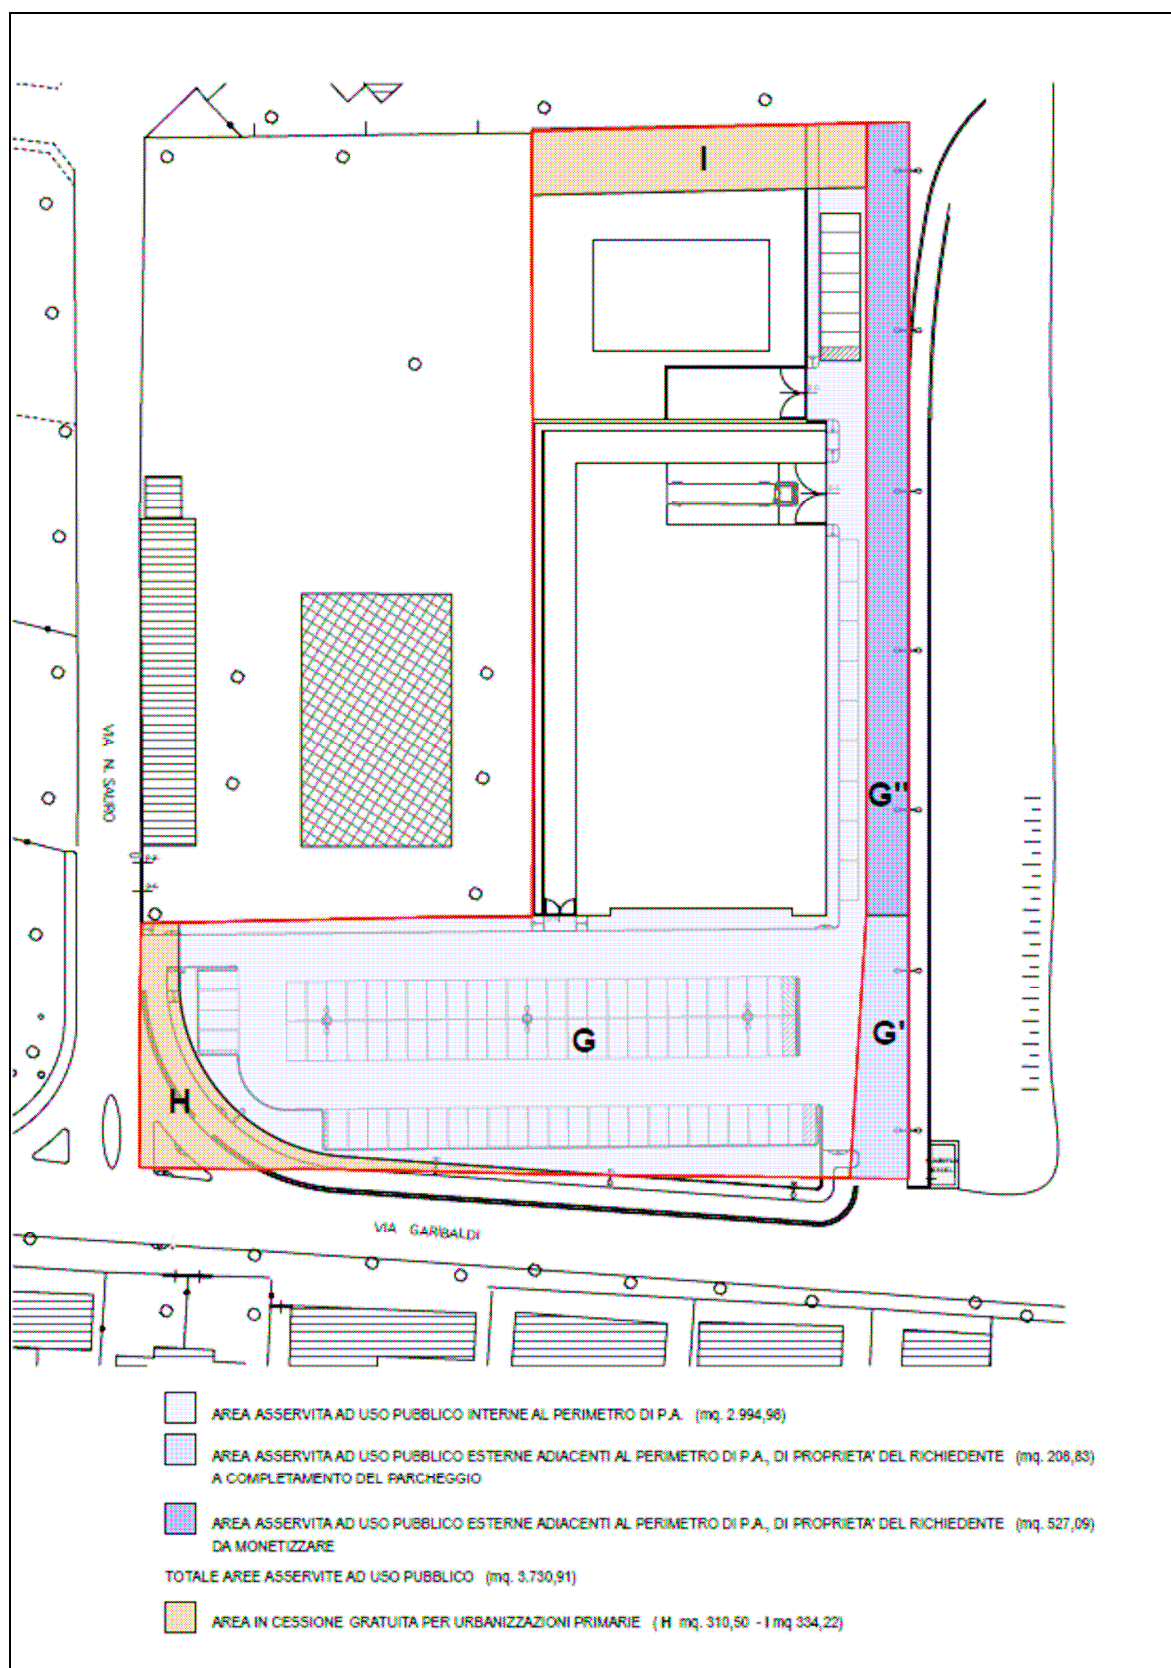 I
VIA N. SAURO
G''
G
G'
H
VIA GARIBALDI
AREA ASSERVITA AD USO PUBBLICO INTERNE AL PERIMETRO DI P.A. (mq. 2.994,98)
AREA ASSERVITA AD USO PUBBLICO ESTERNE ADIACENTI AL PERIMETRO DI P.A., DI PROPRIETA' DEL RICHIEDENTE (mq. 208,83)
A COMPLETAMENTO DEL PARCHEGGIO
AREA ASSERVITA AD USO PUBBLICO ESTERNE ADIACENTI AL PERIMETRO DI P.A., DI PROPRIETA' DEL RICHIEDENTE (mq. 527,09)
DA MONETIZZARE
TOTALE AREE ASSERVITE AD USO PUBBLICO (mq. 3.730,91)
AREA IN CESSIONE GRATUITA PER URBANIZZAZIONI PRIMARIE ( H mq. 310,50 - I mq 334,22)